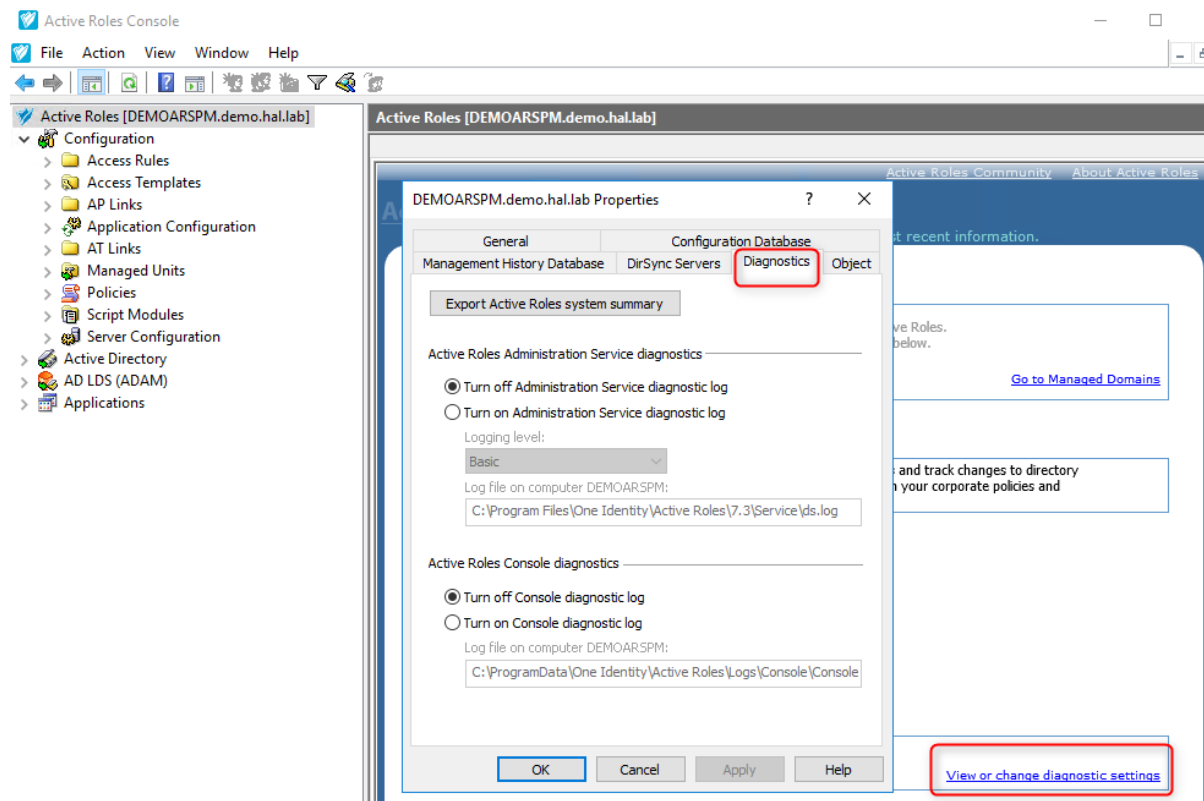 Active Roles Console
File Action View Window Help
Active Roles [DEMOARSPM.demo.hal.lab]
Configuration
Access Rules
Access Templates
AP Links
Application Configuration
AT Links
Managed Units
Policies
Script Modules
Server Configuration
Active Directory
AD LDS (ADAM)
Applications
Active Roles [DEMOARSPM.demo.hal.lab]
Active Roles Community About Active Roles
st recent information.
ve Roles.
below.
Go to Managed Domains
and track changes to directory
your corporate policies and
View or change diagnostic settings
DEMOARSPM.demo.hal.lab Properties
General Configuration Database
Management History Database DirSync Servers Diagnostics Object
Export Active Roles system summary
Active Roles Administration Service diagnostics
Turn off Administration Service diagnostic log
Turn on Administration Service diagnostic log
Logging level:
Basic
Log file on computer DEMOARSPM:
C:\Program Files\One Identity\Active Roles\7.3\Service\ds.log
Active Roles Console diagnostics
Turn off Console diagnostic log
Turn on Console diagnostic log
Log file on computer DEMOARSPM:
C:\ProgramData\One Identity\Active Roles\Logs\Console\Console
OK Cancel Apply Help